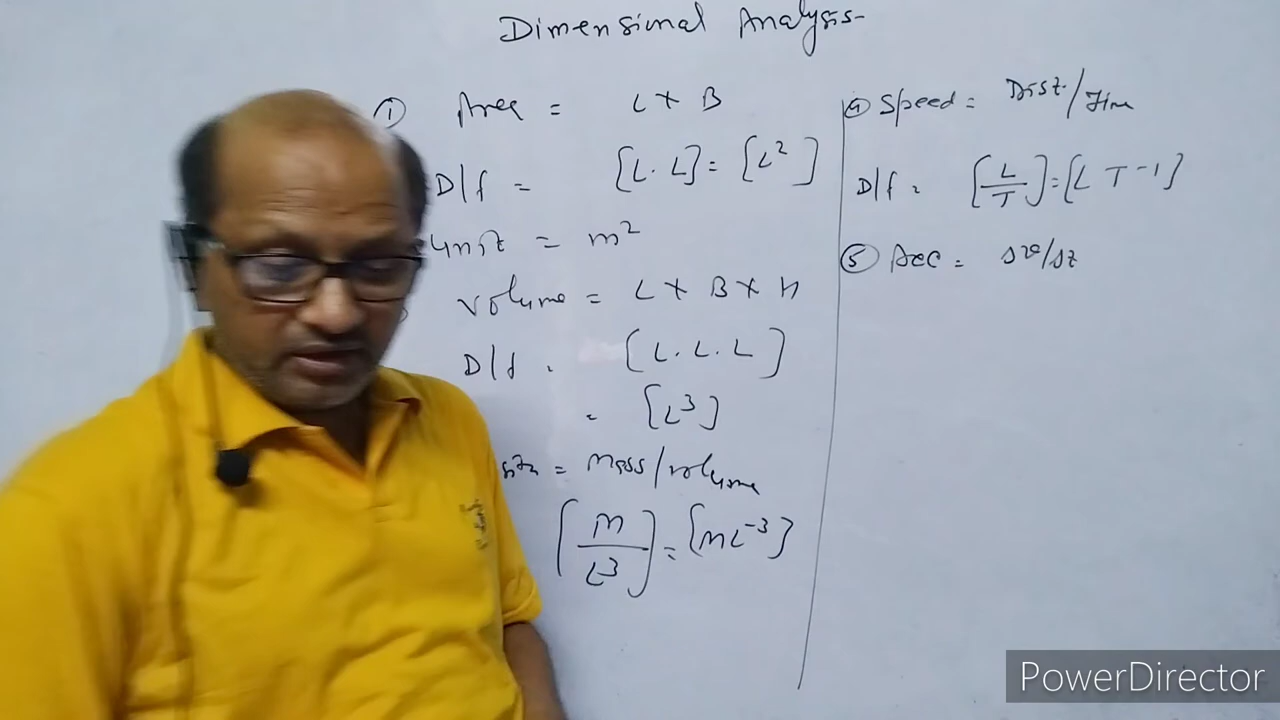 Dimensional Analysis
① Area = L × B
D/f = [L. L] = [L²]
Unit = m²
Volume = L × B × H
D/f = [L. L. L]
= [L³]
= Mass/volume
[M/L³] = [ML⁻³]
④ Speed = Dist./Time
D/f = [L/T] = [L T⁻¹]
⑤ Acc = Δv/Δt
PowerDirector